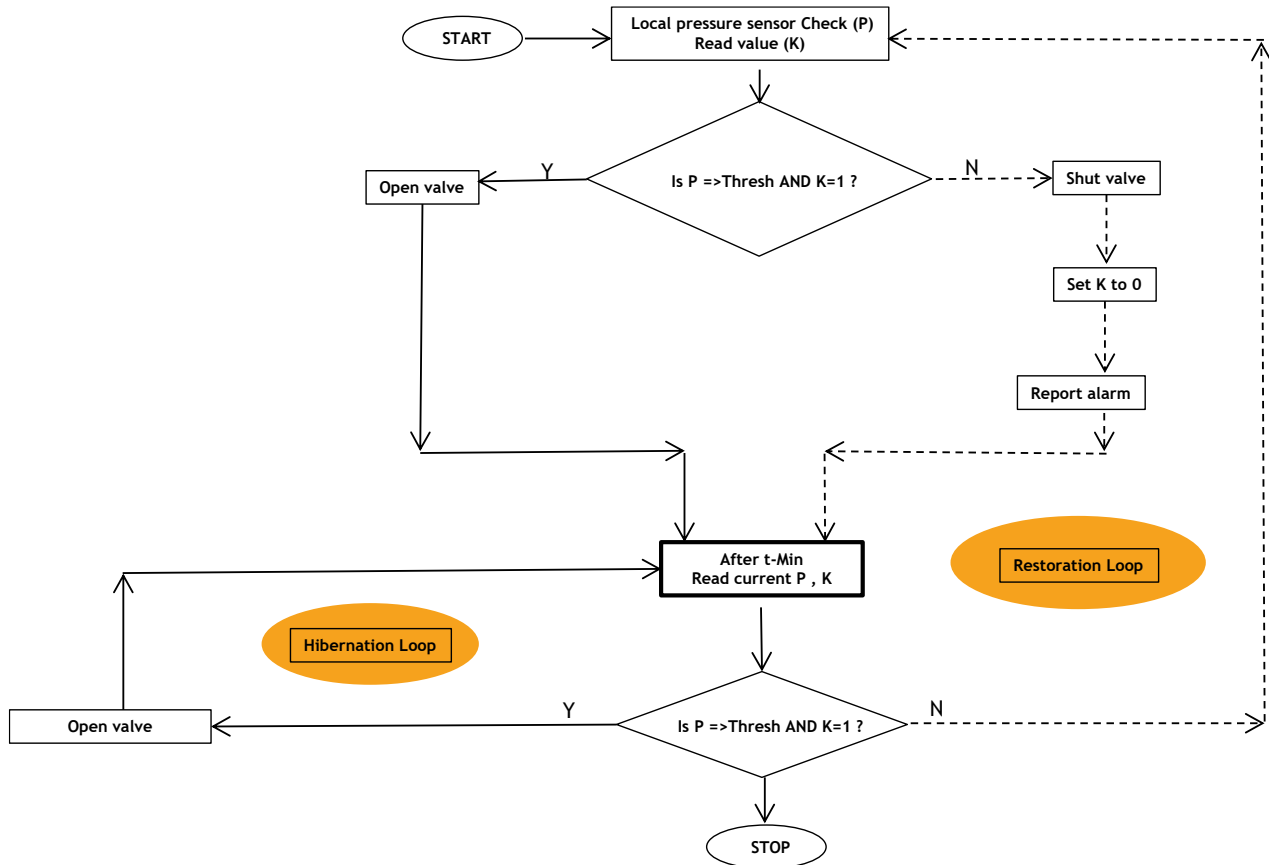 START
Local pressure sensor Check (P)
Read value (K)
Y
N
Open valve
Is P =>Thresh AND K=1 ?
Shut valve
Set K to 0
Report alarm
After t-Min
Read current P , K
Restoration Loop
Hibernation Loop
Y
N
Open valve
Is P =>Thresh AND K=1 ?
STOP